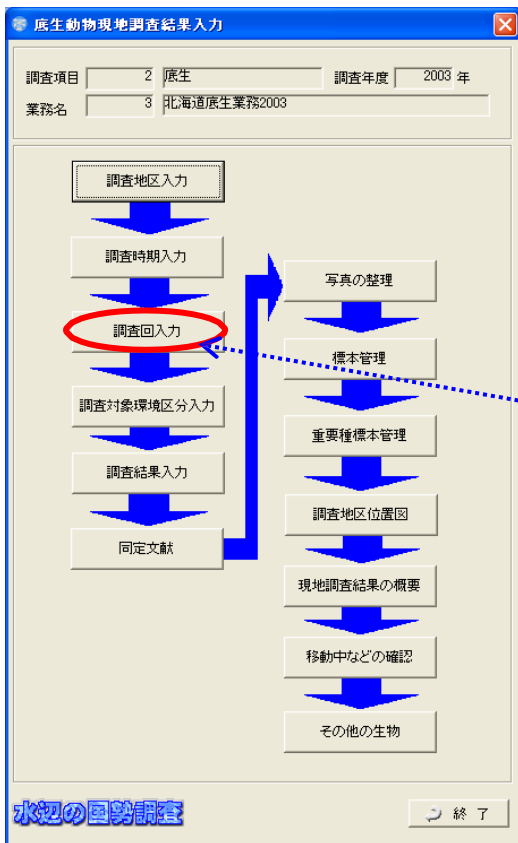 底生動物現地調査結果入力
調査項目 2 底生 調査年度 2003 年
業務名 3 北海道底生業務2003
調査地区入力
調査時期入力
調査回入力
調査対象環境区分入力
調査結果入力
同定文献
写真の整理
標本管理
重要種標本管理
調査地区位置図
現地調査結果の概要
移動中などの確認
その他の生物
水辺の国勢調査
終 了